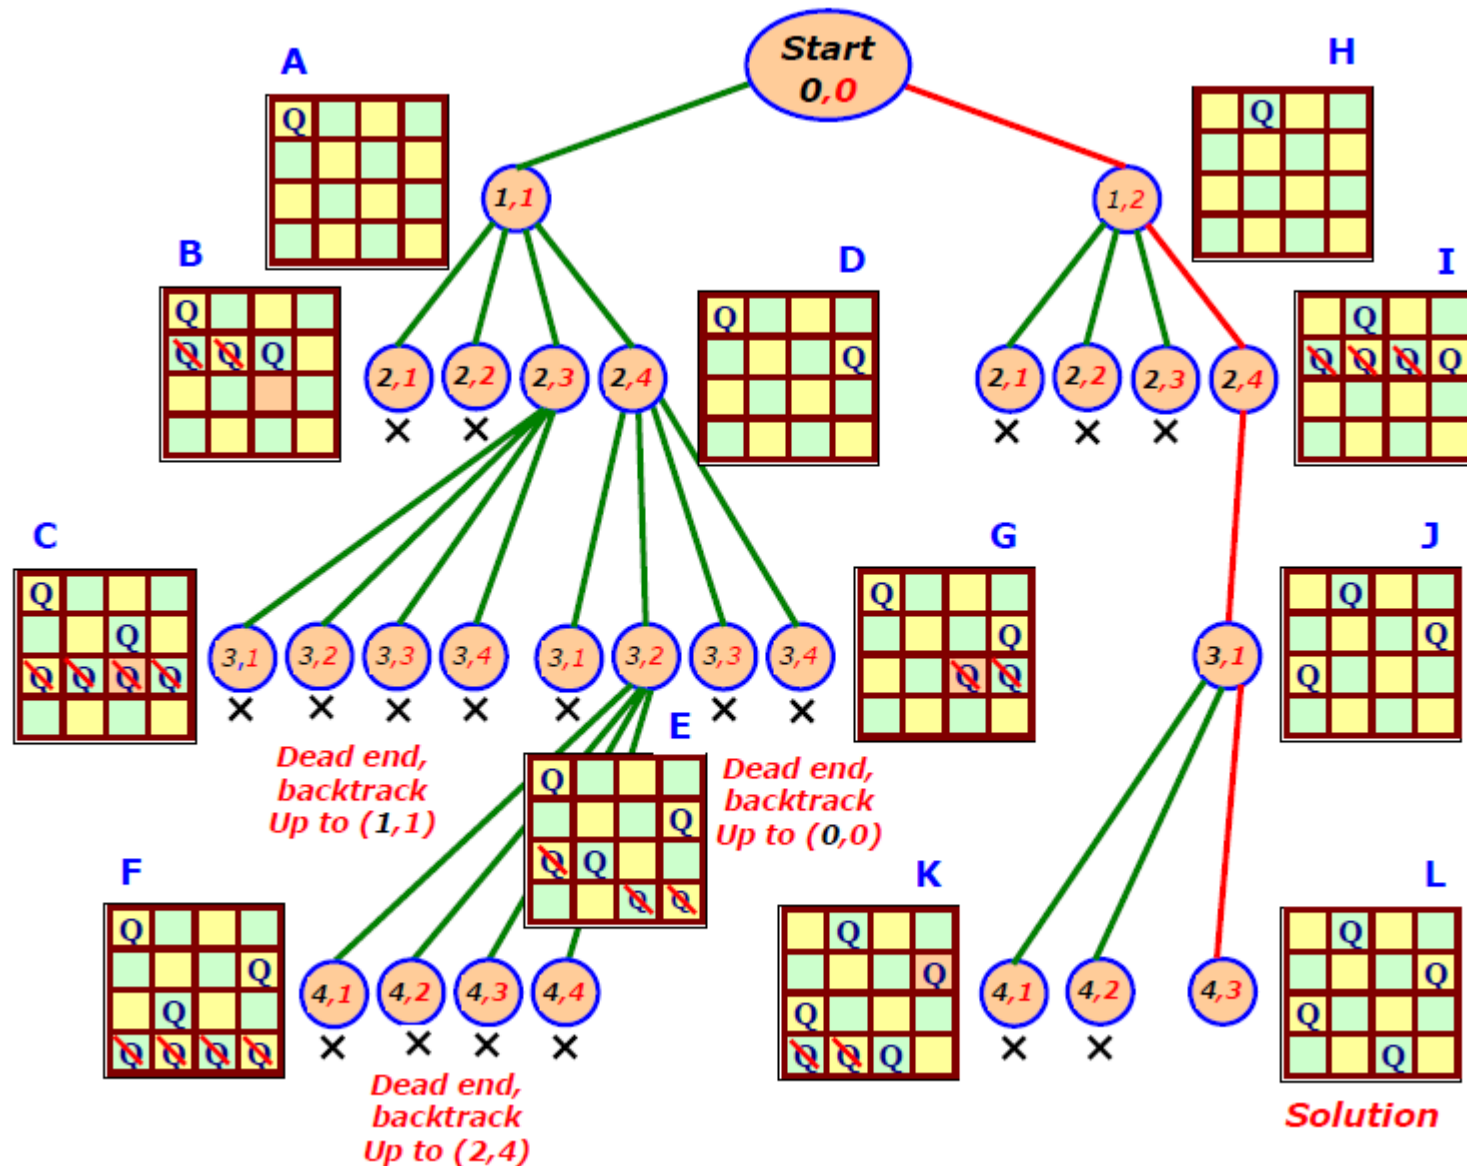 Start
0,0
A
H
Q
Q
1,1
1,2
B
D
I
Q
Q
Q
Q Q Q
Q
Q Q Q Q
2,1
2,2
2,3
2,4
2,1
2,2
2,3
2,4
× ×
× × ×
C
G
J
Q
Q
Q
Q
Q
Q
Q Q Q Q
Q Q
Q
3,1
3,2
3,3
3,4
3,1
3,2
3,3
3,4
3,1
× × × × × × ×
E
Dead end,
backtrack
Up to (1,1)
Q
Q
Q Q
Q Q
Dead end,
backtrack
Up to (0,0)
F
K
L
Q
Q
Q
Q Q Q Q
Q
Q
Q
Q Q Q
Q
Q
Q
Q
4,1
4,2
4,3
4,4
4,1
4,2
4,3
× × × × × ×
Dead end,
backtrack
Up to (2,4)
Solution